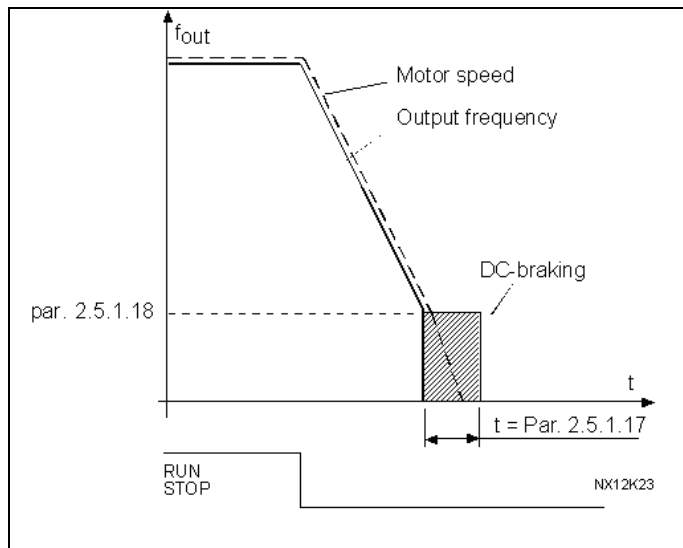 fout
Motor speed
Output frequency
DC-braking
par. 2.5.1.18
t
t = Par. 2.5.1.17
RUN
STOP
NX12K23